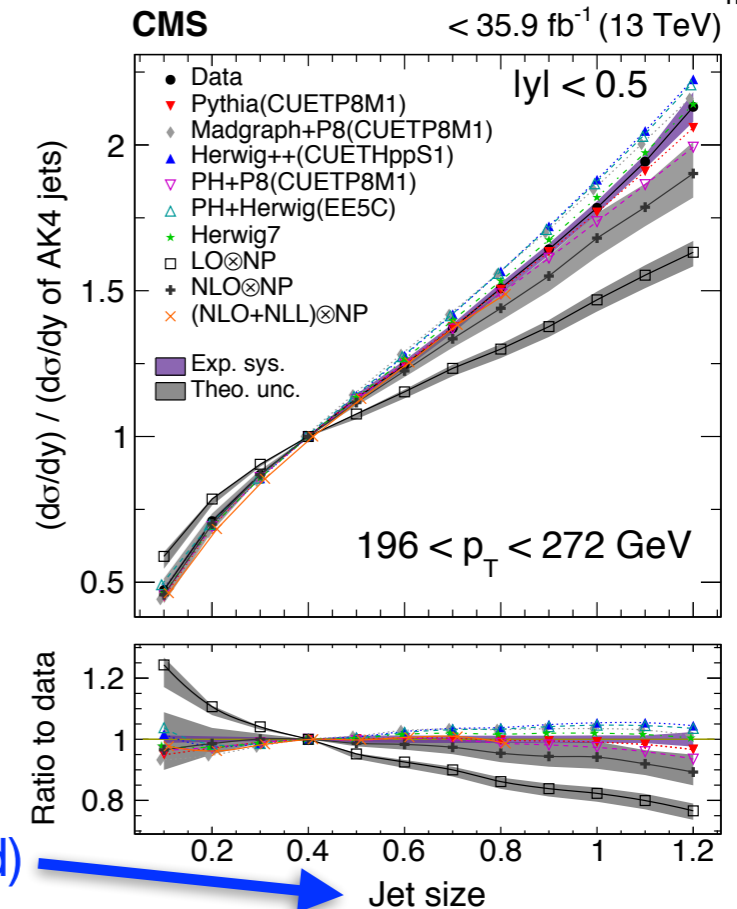 CMS
< 35.9 fb⁻¹ (13 TeV)
|y| < 0.5
Data
Pythia(CUETP8M1)
Madgraph+P8(CUETP8M1)
Herwig++(CUETHppS1)
PH+P8(CUETP8M1)
PH+Herwig(EE5C)
Herwig7
LO⊗NP
NLO⊗NP
(NLO+NLL)⊗NP
Exp. sys.
Theo. unc.
196 < p_T < 272 GeV
(dσ/dy) / (dσ/dy of AK4 jets)
2
1.5
1
0.5
Ratio to data
1.2
1
0.8
0.2 0.4 0.6 0.8 1 1.2
d)
Jet size